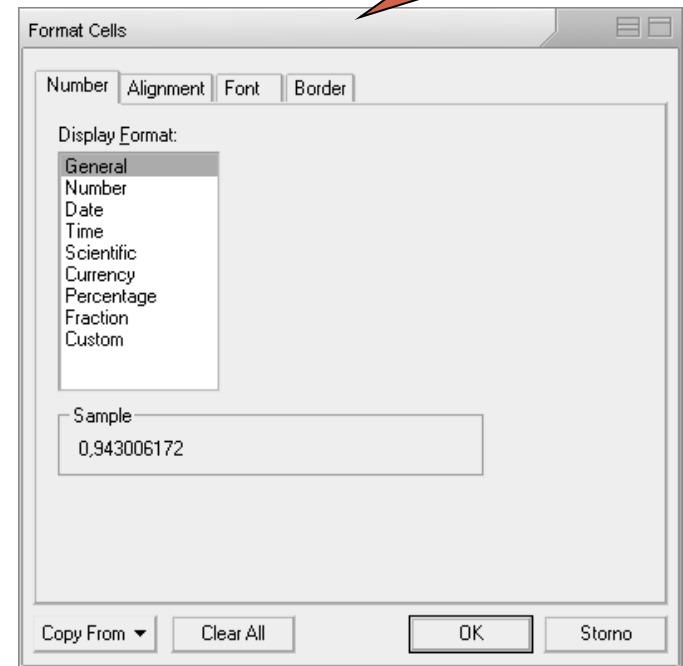 Format Cells
Number Alignment Font Border
Display Format:
General
Number
Date
Time
Scientific
Currency
Percentage
Fraction
Custom
Sample
0,943006172
Copy From Clear All OK Storno